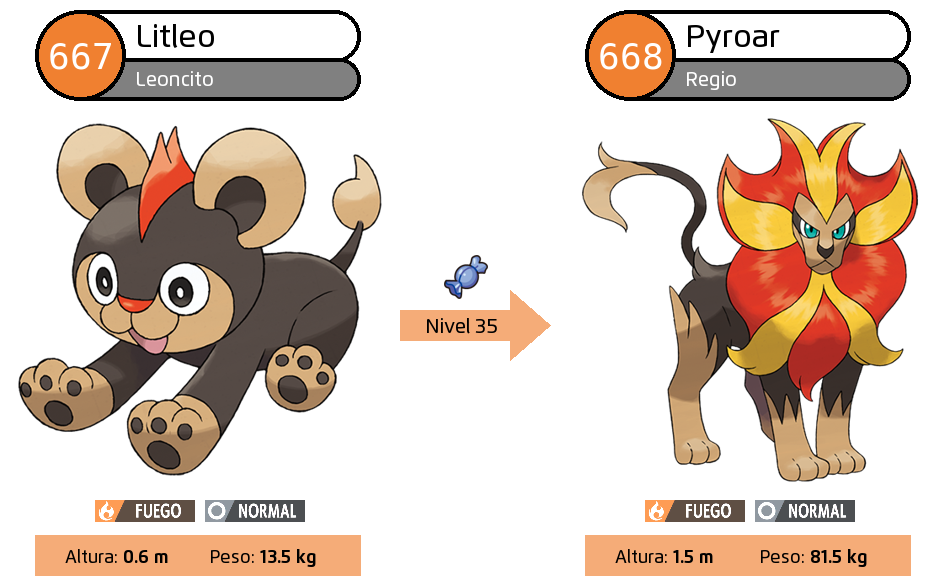 667
Litleo
Leoncito
668
Pyroar
Regio
Nivel 35
FUEGO NORMAL
Altura: 0.6 m Peso: 13.5 kg
FUEGO NORMAL
Altura: 1.5 m Peso: 81.5 kg